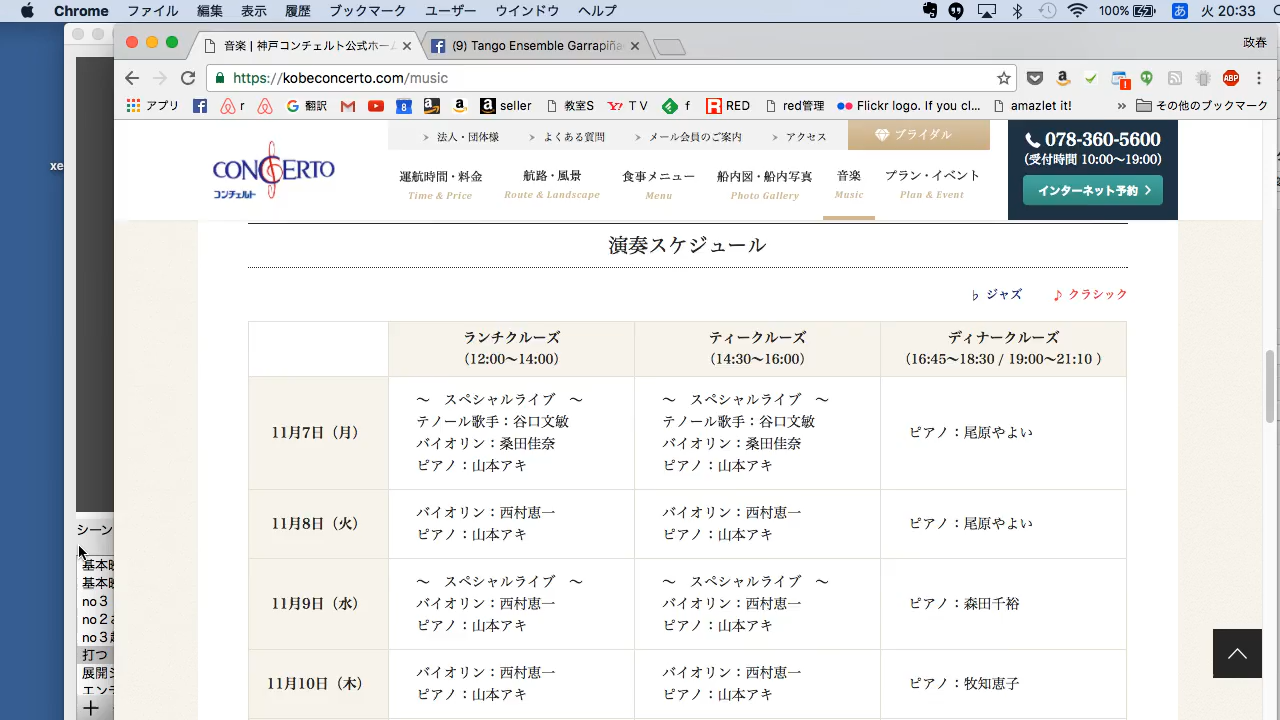 Chrome ファイル 編集 表示 履歴 ブックマーク ユーザー ウインドウ ヘルプ 100% あ 火 20:33
音楽 | 神戸コンチェルト公式ホーム
(9) Tango Ensemble Garrapiña
政春
https://kobeconcerto.com/music
アプリ r 翻訳 8 seller 教室S TV f RED red管理 Flickr logo. If you cl... amazlet it! » その他のブックマーク
CONCERTO
コンチェルト
法人・団体様 よくある質問 メール会員のご案内 アクセス
ブライダル
078-360-5600
(受付時間 10:00〜19:00)
インターネット予約
運航時間・料金 航路・風景 食事メニュー 船内図・船内写真 音楽 プラン・イベント
Time & Price Route & Landscape Menu Photo Gallery Music Plan & Event
xe
演奏スケジュール
♭ ジャズ ♪ クラシック
ランチクルーズ
(12:00〜14:00)
ティークルーズ
(14:30〜16:00)
ディナークルーズ
(16:45〜18:30 / 19:00〜21:10 )
11月7日（月）
〜 スペシャルライブ 〜
テノール歌手：谷口文敏
バイオリン：桑田佳奈
ピアノ：山本アキ
〜 スペシャルライブ 〜
テノール歌手：谷口文敏
バイオリン：桑田佳奈
ピアノ：山本アキ
ピアノ：尾原やよい
11月8日（火）
バイオリン：西村恵一
ピアノ：山本アキ
バイオリン：西村恵一
ピアノ：山本アキ
ピアノ：尾原やよい
11月9日（水）
〜 スペシャルライブ 〜
バイオリン：西村恵一
ピアノ：山本アキ
〜 スペシャルライブ 〜
バイオリン：西村恵一
ピアノ：山本アキ
ピアノ：森田千裕
11月10日（木）
バイオリン：西村恵一
ピアノ：山本アキ
バイオリン：西村恵一
ピアノ：山本アキ
ピアノ：牧知恵子
シーン
基本
基本
no３
no２
no３
打つ
展開
エン